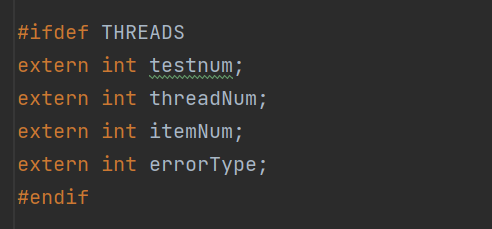 #ifdef THREADS
extern int testnum;
extern int threadNum;
extern int itemNum;
extern int errorType;
#endif